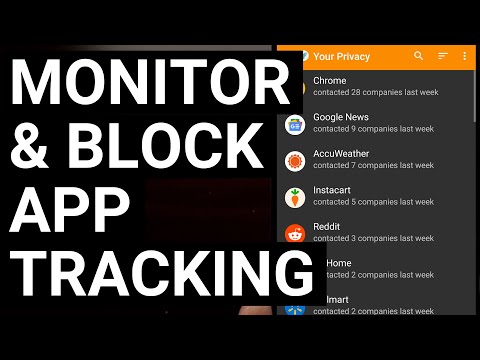 MONITOR
& BLOCK
APP
TRACKING
Your Privacy
Chrome
contacted 28 companies last week
Google News
contacted 9 companies last week
AccuWeather
contacted 7 companies last week
Instacart
contacted 5 companies last week
Reddit
contacted 3 companies last week
Home
contacted 2 companies last week
lmart
contacted 2 companies last week